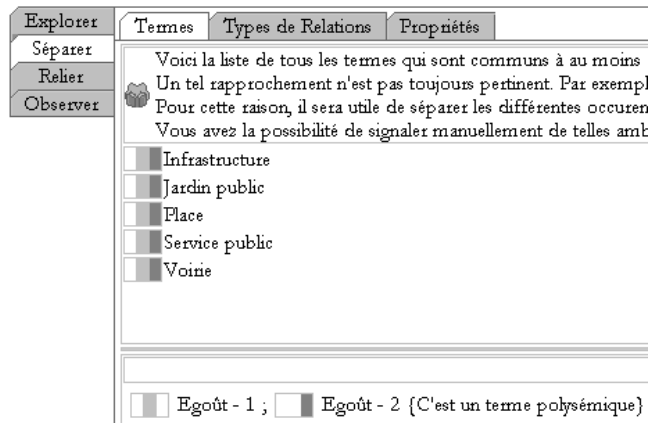 Explorer
Séparer
Relier
Observer
Termes
Types de Relations
Propriétés
Voici la liste de tous les termes qui sont communs à au moins
Un tel rapprochement n'est pas toujours pertinent. Par exempl
Pour cette raison, il sera utile de séparer les différentes occuren
Vous avez la possibilité de signaler manuellement de telles amb
Infrastructure
Jardin public
Place
Service public
Voirie
Egoût - 1 ; Egoût - 2 {C'est un terme polysémique}